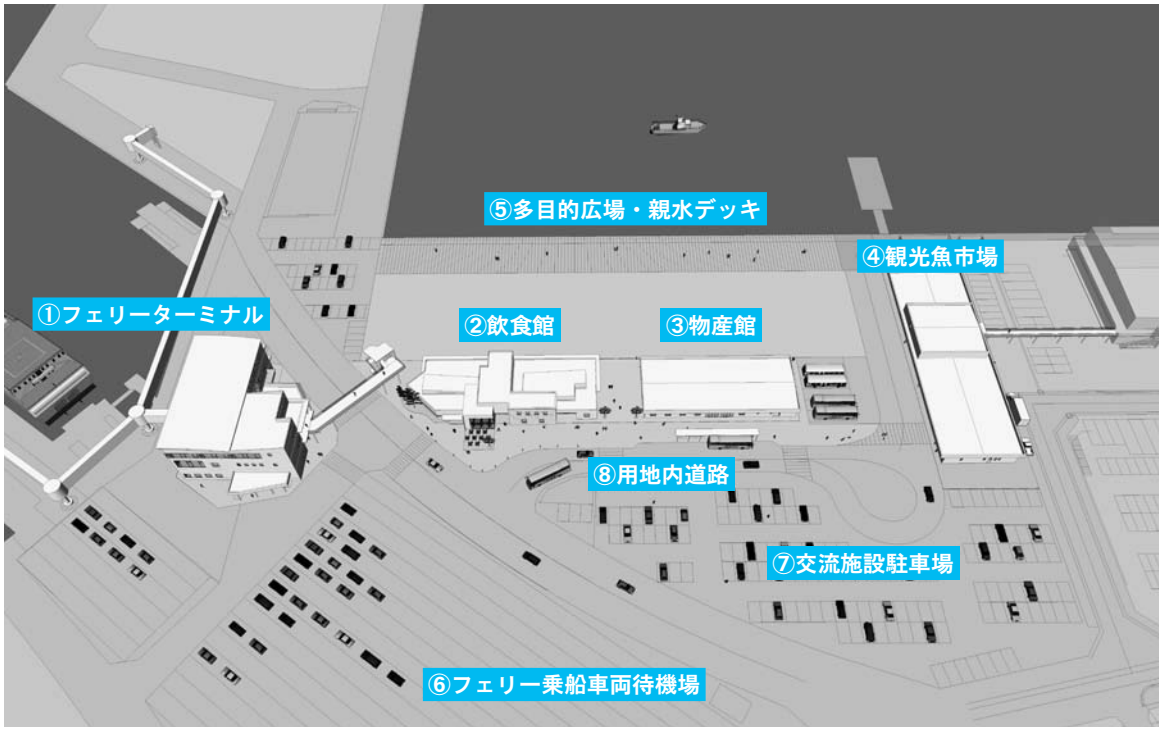 ⑤多目的広場・親水デッキ
④観光魚市場
①フェリーターミナル
②飲食館
③物産館
⑧用地内道路
⑦交流施設駐車場
⑥フェリー乗船車両待機場